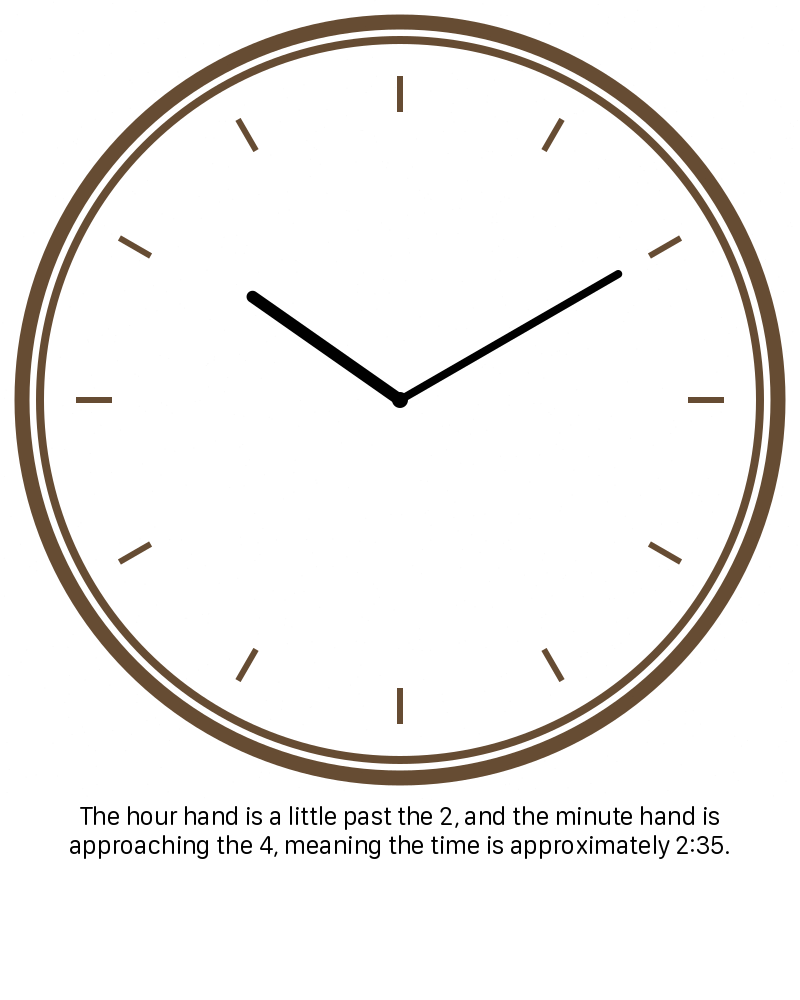 The hour hand is a little past the 2, and the minute hand is
approaching the 4, meaning the time is approximately 2:35.